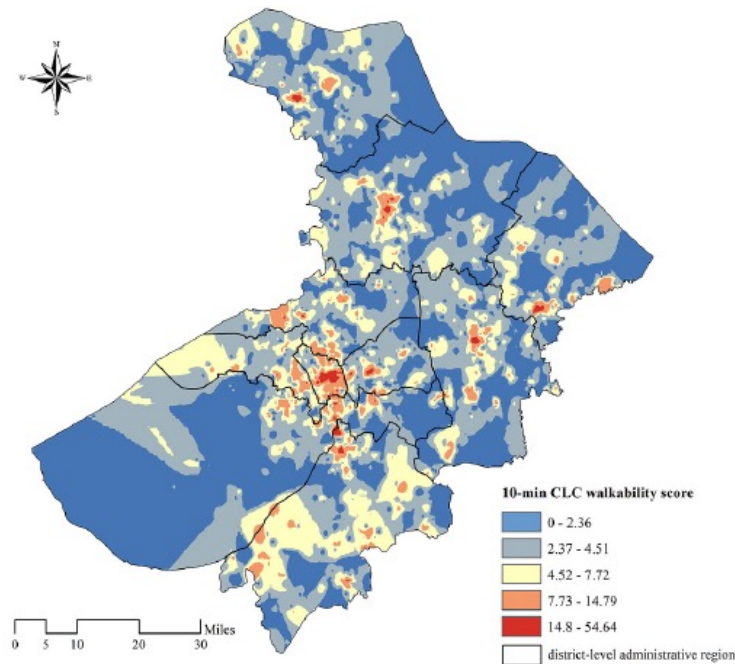 N
W
E
S
10-min CLC walkability score
0 - 2.36
2.37 - 4.51
4.52 - 7.72
7.73 - 14.79
14.8 - 54.64
district-level administrative region
Miles
0 5 10 20 30